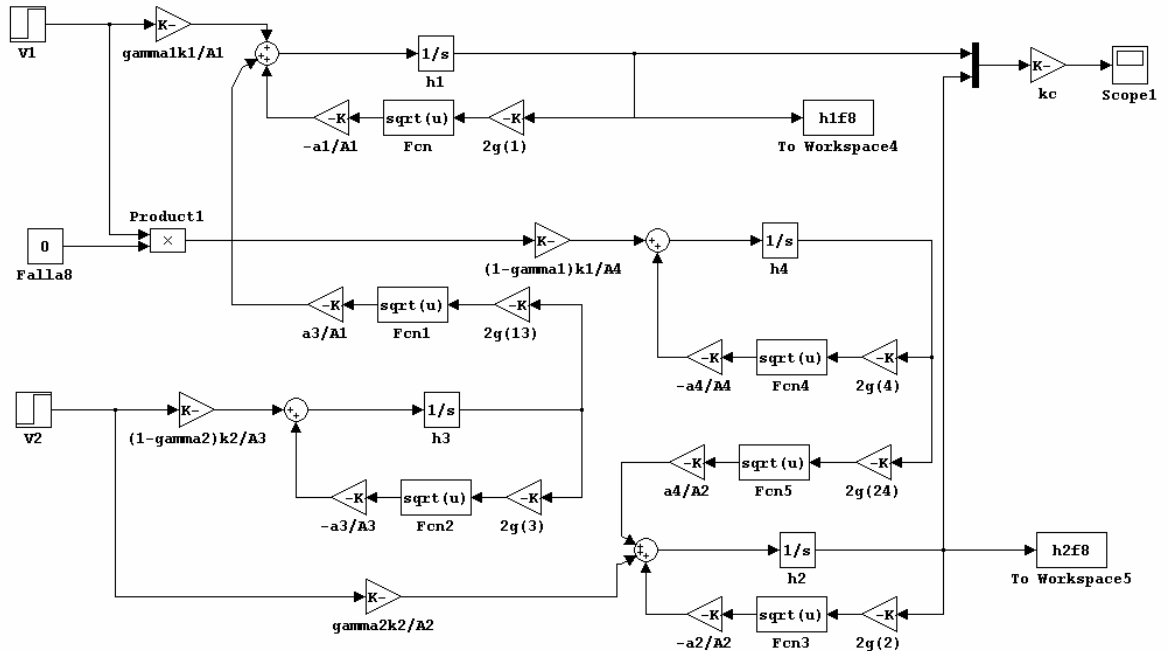 K-
V1
gamma1k1/A1
1/s
h1
K-
kc
Scope1
-K
-a1/A1
sqrt(u)
Fcn
-K
2g(1)
h1f8
To Workspace4
Product1
0
Falla8
×
K-
(1-gamma1)k1/A4
1/s
h4
-K
a3/A1
sqrt(u)
Fcn1
-K
2g(13)
-K
-a4/A4
sqrt(u)
Fcn4
-K
2g(4)
V2
K-
(1-gamma2)k2/A3
1/s
h3
-K
a4/A2
sqrt(u)
Fcn5
-K
2g(24)
-K
-a3/A3
sqrt(u)
Fcn2
-K
2g(3)
1/s
h2
h2f8
To Workspace5
K-
gamma2k2/A2
-K
-a2/A2
sqrt(u)
Fcn3
-K
2g(2)